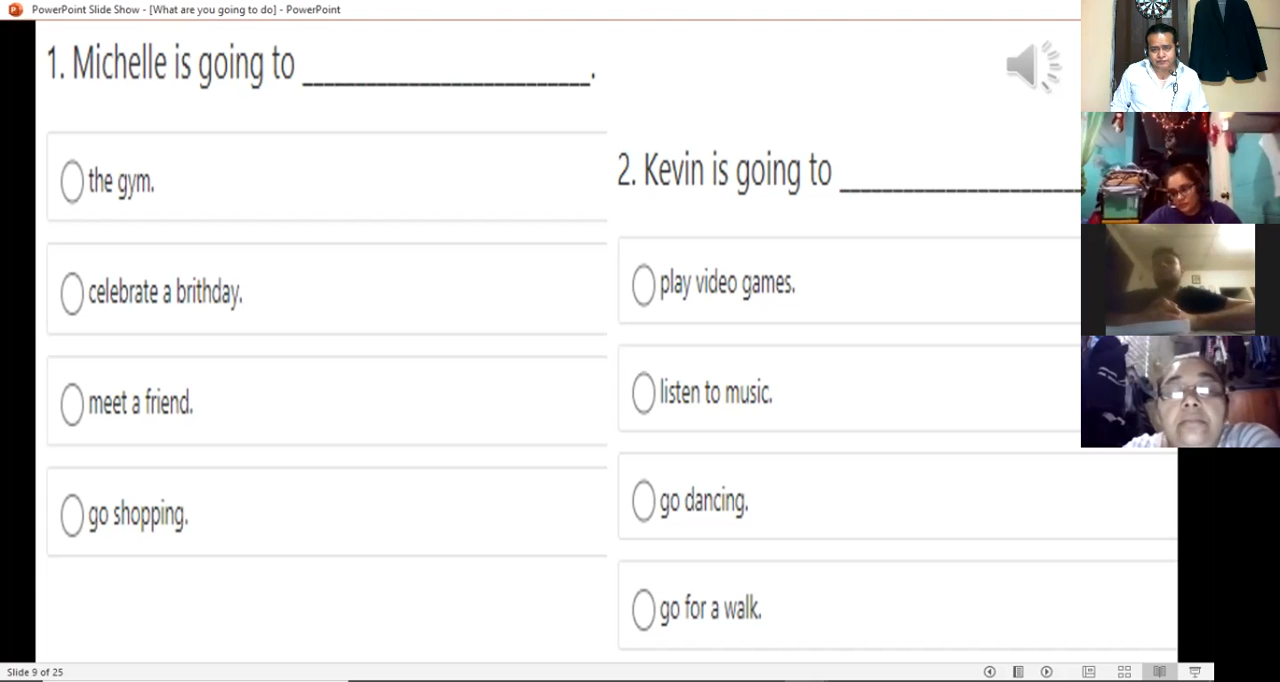 PowerPoint Slide Show - [What are you going to do] - PowerPoint
1. Michelle is going to __________________________.
the gym.
celebrate a brithday.
meet a friend.
go shopping.
2. Kevin is going to ______________________
play video games.
listen to music.
go dancing.
go for a walk.
Slide 9 of 25